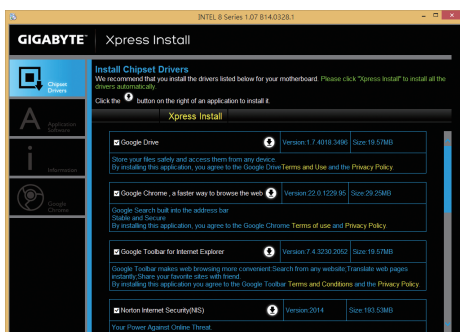 INTEL 8 Series 1.07 B14.0328.1
GIGABYTE™
Xpress Install
Chipset
Drivers
Application
Software
Information
Google
Chrome
Install Chipset Drivers
We recommend that you install the drivers listed below for your motherboard. Please click "Xpress Install" to install all the
drivers automatically.
Click the button on the right of an application to install it.
Xpress Install
Google Drive Version:1.7.4018.3496 Size:19.57MB
Store your files safely and access them from any device
By installing this application, you agree to the Google Drive Terms and Use and the Privacy Policy.
Google Chrome , a faster way to browse the web Version:22.0.1229.95 Size:29.25MB
Google Search built into the address bar
Stable and Secure
By installing this application, you agree to the Google Chrome Terms of use and Privacy Policy.
Google Toolbar for Internet Explorer Version:7.4.3230.2052 Size:19.57MB
Google Toolbar makes web browsing more convenient:Search from any website;Translate web pages
instantly;Share your favorite sites with friend.
By installing this application you agree to the Google Toolbar Terms and Conditions and the Privacy Policy.
Norton Internet Security(NIS) Version:2014 Size:183.53MB
Your Power Against Online Threat